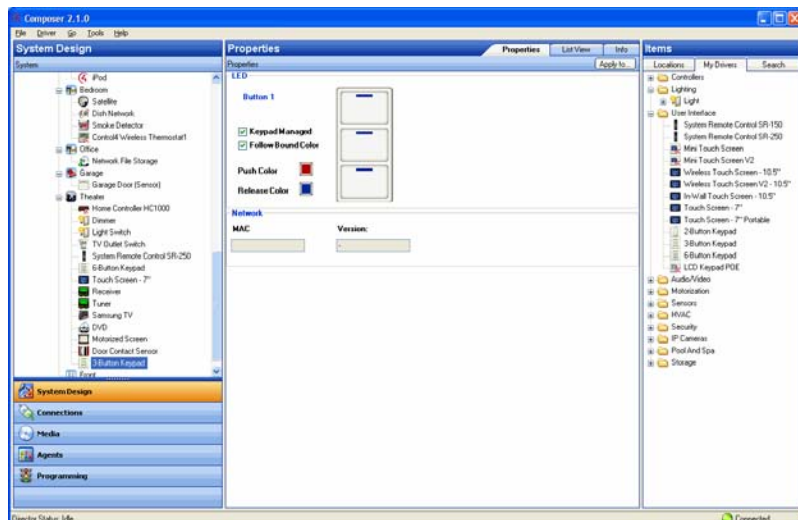 Composer 2.1.0
File Driver Go Tools Help
System Design
System
iPod
Bedroom
Satellite
Dish Network
Smoke Detector
Control4 Wireless Thermostat1
Office
Network File Storage
Garage
Garage Door (Sensor)
Theater
Home Controller HC1000
Dimmer
Light Switch
TV Outlet Switch
System Remote Control SR-250
6-Button Keypad
Touch Screen - 7"
Receiver
Tuner
Samsung TV
DVD
Motorized Screen
Door Contact Sensor
3-Button Keypad
Front
System Design
Connections
Media
Agents
Programming
Properties
Properties List View Info
Properties Apply to...
LED
Button 1
Keypad Managed
Follow Bound Color
Push Color
Release Color
Network
MAC Version:
-
Items
Locations My Drivers Search
Controllers
Lighting
Light
User Interface
System Remote Control SR-150
System Remote Control SR-250
Mini Touch Screen
Mini Touch Screen V2
Wireless Touch Screen - 10.5"
Wireless Touch Screen V2 - 10.5"
In-Wall Touch Screen - 10.5"
Touch Screen - 7"
Touch Screen - 7" Portable
2-Button Keypad
3-Button Keypad
6-Button Keypad
LCD Keypad POE
Audio/Video
Motorization
Sensors
HVAC
Security
IP Cameras
Pool And Spa
Storage
Director Status: Idle
Connected